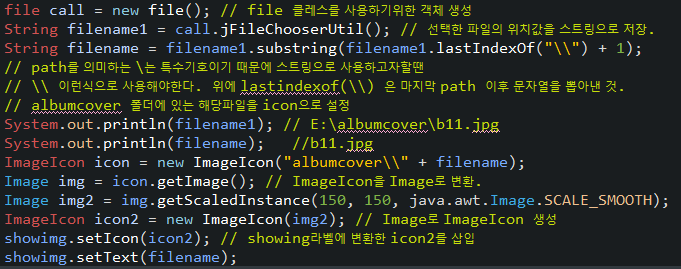 file call = new file(); // file 클레스를 사용하기위한 객체 생성
String filename1 = call.jFileChooserUtil(); // 선택한 파일의 위치값을 스트링으로 저장.
String filename = filename1.substring(filename1.lastIndexOf("\\") + 1);
// path를 의미하는 \는 특수기호이기 때문에 스트링으로 사용하고자할땐
// \\ 이런식으로 사용해야한다. 위에 lastindexof(\\) 은 마지막 path 이후 문자열을 뽑아낸 것.
// albumcover 폴더에 있는 해당파일을 icon으로 설정
System.out.println(filename1); // E:\albumcover\b11.jpg
System.out.println(filename);   //b11.jpg
ImageIcon icon = new ImageIcon("albumcover\\" + filename);
Image img = icon.getImage(); // ImageIcon을 Image로 변환.
Image img2 = img.getScaledInstance(150, 150, java.awt.Image.SCALE_SMOOTH);
ImageIcon icon2 = new ImageIcon(img2); // Image로 ImageIcon 생성
showimg.setIcon(icon2); // showing라벨에 변환한 icon2를 삽입
showimg.setText(filename);